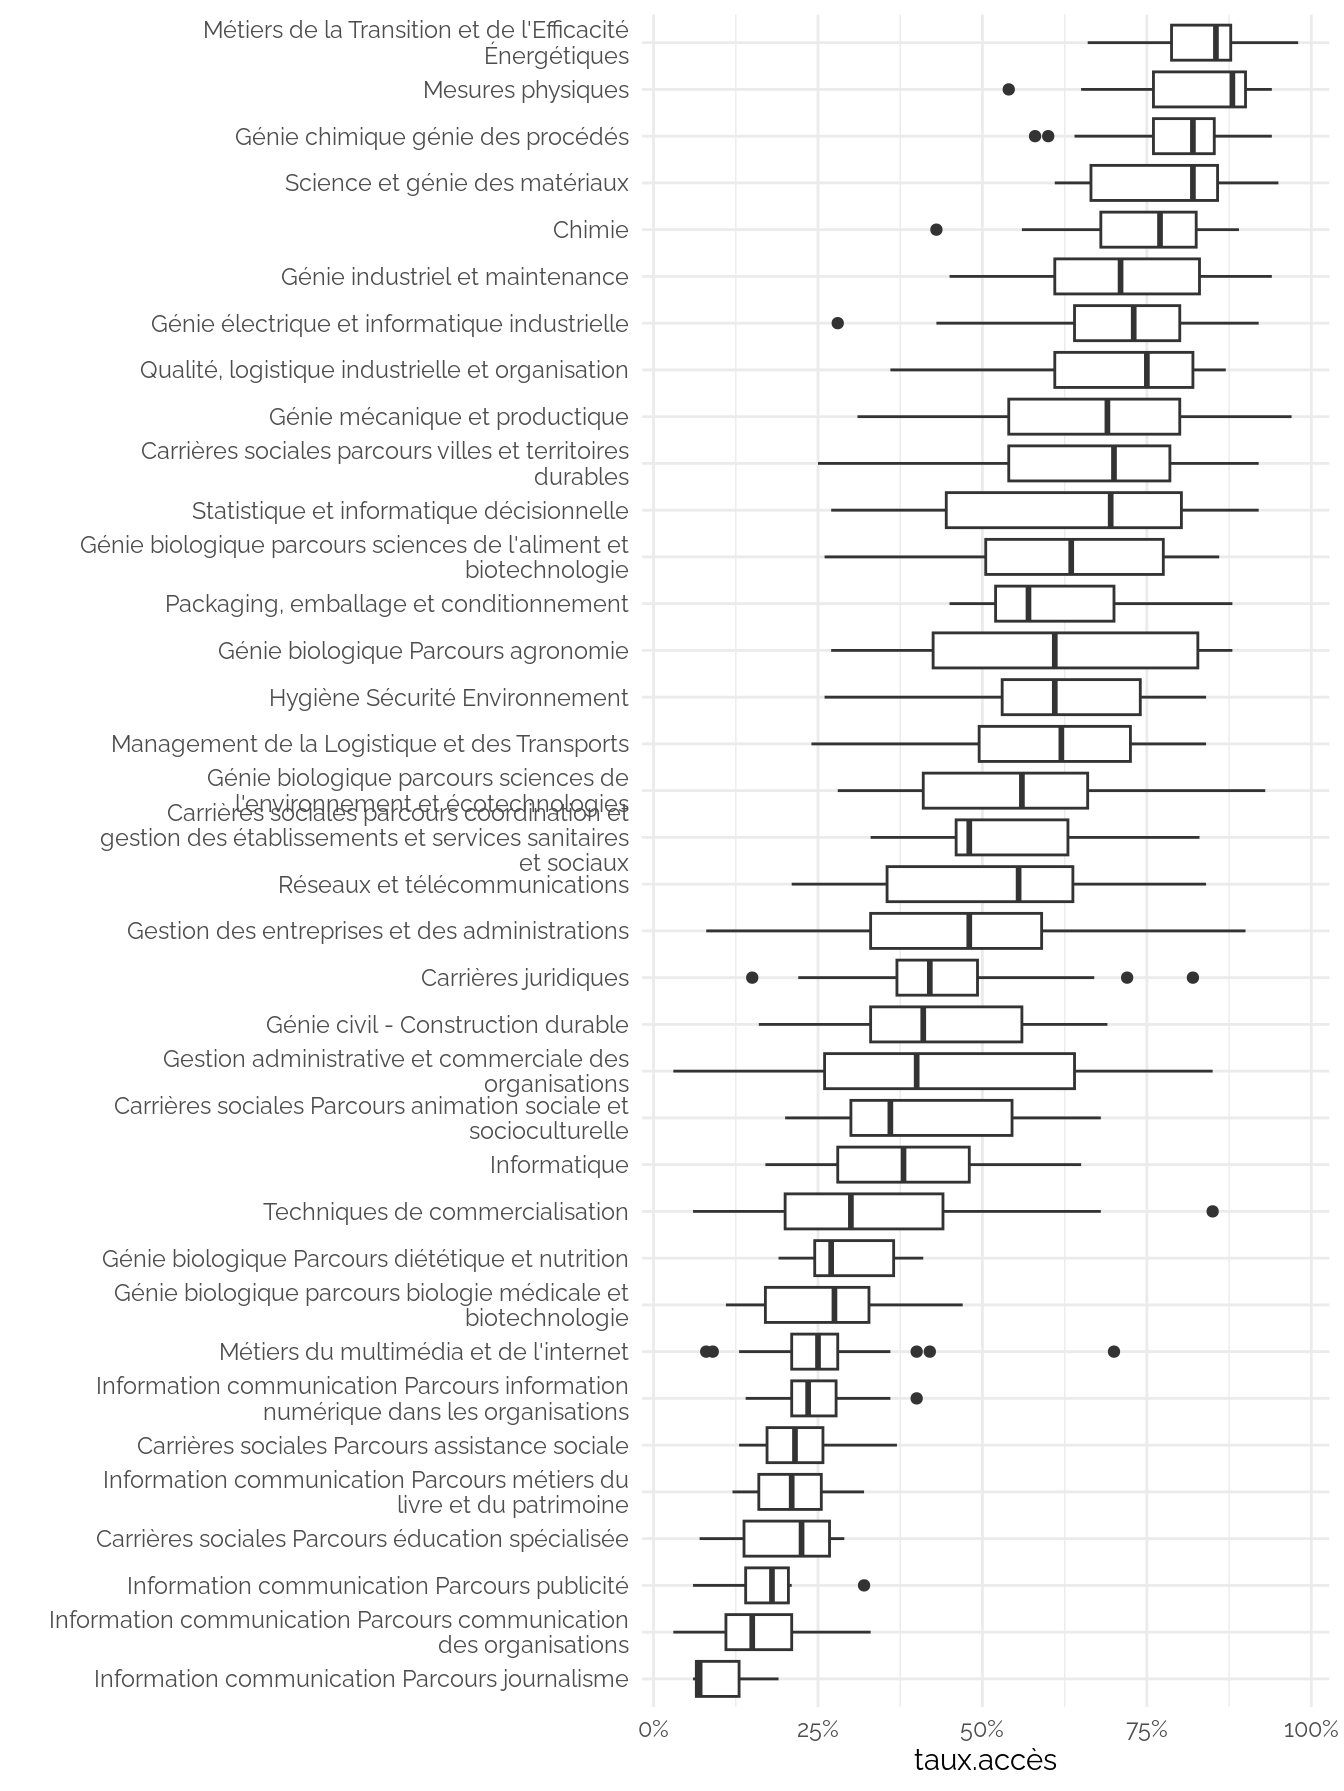 Métiers de la Transition et de l'Efficacité
Énergétiques
Mesures physiques
Génie chimique génie des procédés
Science et génie des matériaux
Chimie
Génie industriel et maintenance
Génie électrique et informatique industrielle
Qualité, logistique industrielle et organisation
Génie mécanique et productique
Carrières sociales parcours villes et territoires
durables
Statistique et informatique décisionnelle
Génie biologique parcours sciences de l'aliment et
biotechnologie
Packaging, emballage et conditionnement
Génie biologique Parcours agronomie
Hygiène Sécurité Environnement
Management de la Logistique et des Transports
Génie biologique parcours sciences de
l'environnement et écotechnologies
Carrières sociales parcours coordination et
gestion des établissements et services sanitaires
et sociaux
Réseaux et télécommunications
Gestion des entreprises et des administrations
Carrières juridiques
Génie civil - Construction durable
Gestion administrative et commerciale des
organisations
Carrières sociales Parcours animation sociale et
socioculturelle
Informatique
Techniques de commercialisation
Génie biologique Parcours diététique et nutrition
Génie biologique parcours biologie médicale et
biotechnologie
Métiers du multimédia et de l'internet
Information communication Parcours information
numérique dans les organisations
Carrières sociales Parcours assistance sociale
Information communication Parcours métiers du
livre et du patrimoine
Carrières sociales Parcours éducation spécialisée
Information communication Parcours publicité
Information communication Parcours communication
des organisations
Information communication Parcours journalisme
0% 25% 50% 75% 100%
taux.accès